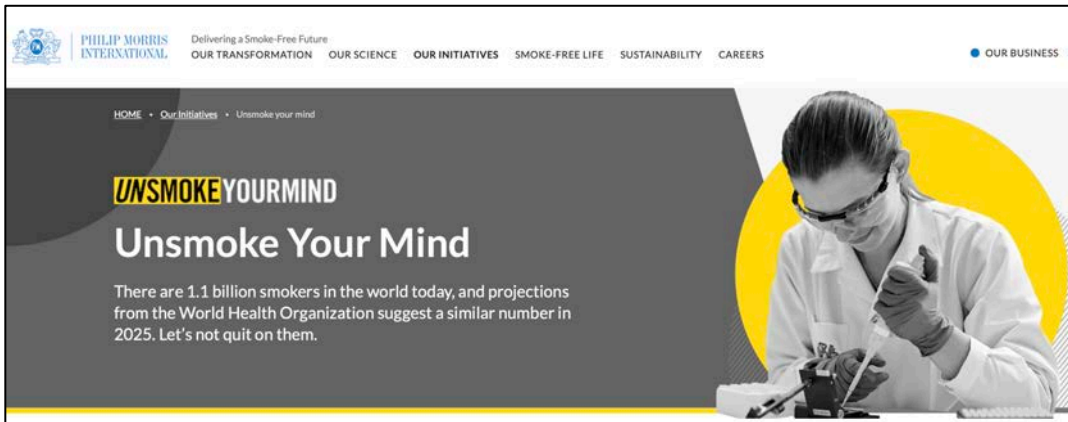 PHILIP MORRIS
INTERNATIONAL
Delivering a Smoke-Free Future
OUR TRANSFORMATION OUR SCIENCE OUR INITIATIVES SMOKE-FREE LIFE SUSTAINABILITY CAREERS
OUR BUSINESS
HOME • Our Initiatives • Unsmoke your mind
UNSMOKEYOURMIND
Unsmoke Your Mind
There are 1.1 billion smokers in the world today, and projections
from the World Health Organization suggest a similar number in
2025. Let's not quit on them.